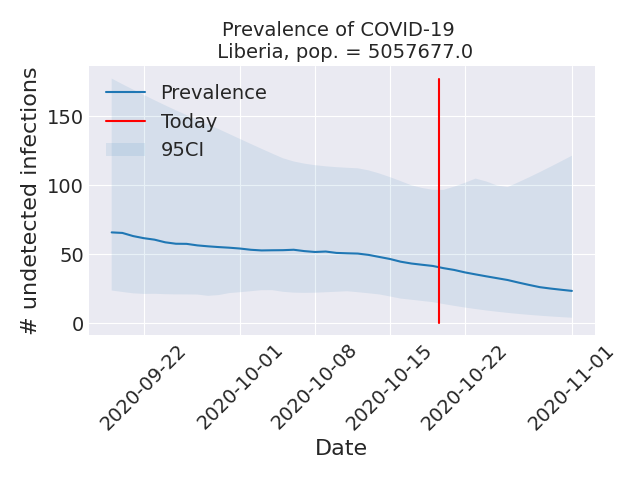 Prevalence of COVID-19
Liberia, pop. = 5057677.0
# undetected infections
150
100
50
0
Prevalence
Today
95CI
2020-09-22
2020-10-01
2020-10-08
2020-10-15
2020-10-22
2020-11-01
Date